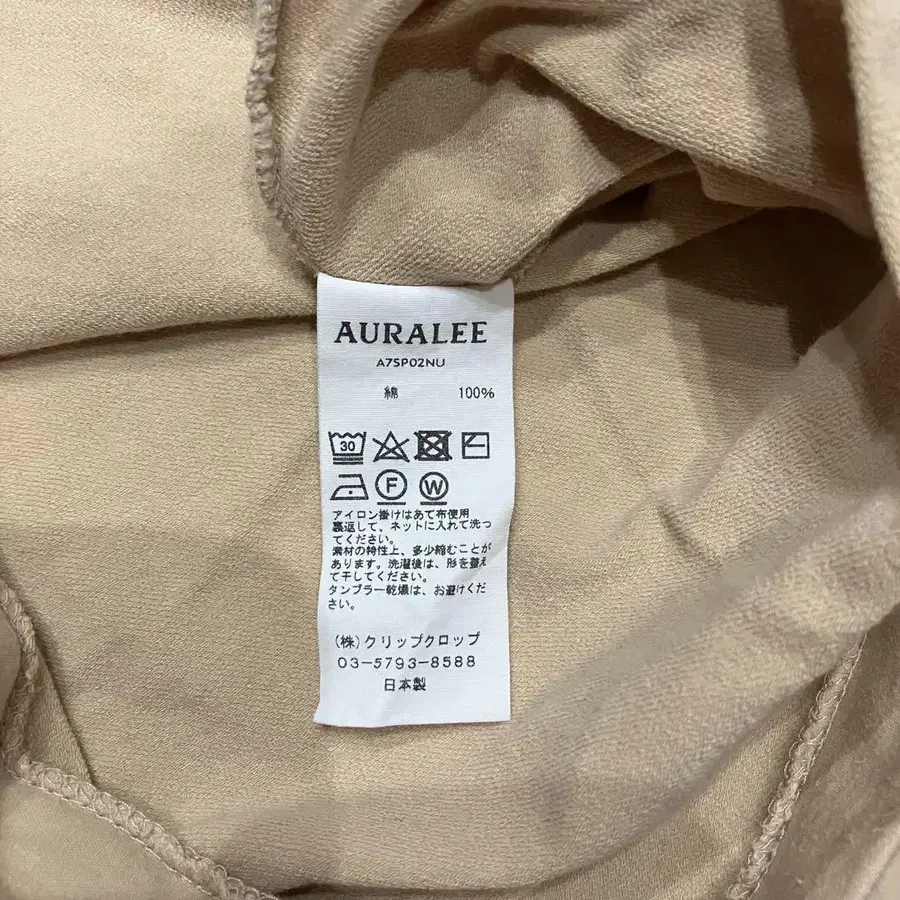 AURALEE
A7SP02NU
綿 100%
30
F W
アイロン掛けはあて布使用
裏返して、ネットに入れて洗っ
てください。
素材の特性上、多少縮むことが
あります。洗濯後は、形を整え
て干してください。
タンブラー乾燥は、お避けくだ
さい。
(株)クリップクロップ
03-5793-8588
日本製